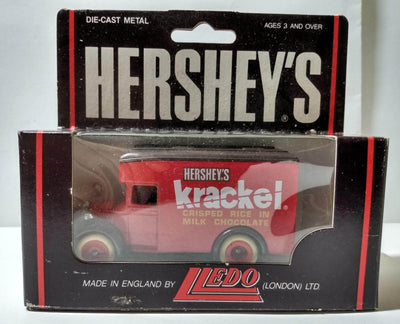 DIE-CAST METAL
AGES 3 AND OVER
HERSHEY'S®
HERSHEY'S
krackel®
CRISPED RICE IN
MILK CHOCOLATE
MADE IN ENGLAND BY LLEDO (LONDON) LTD.